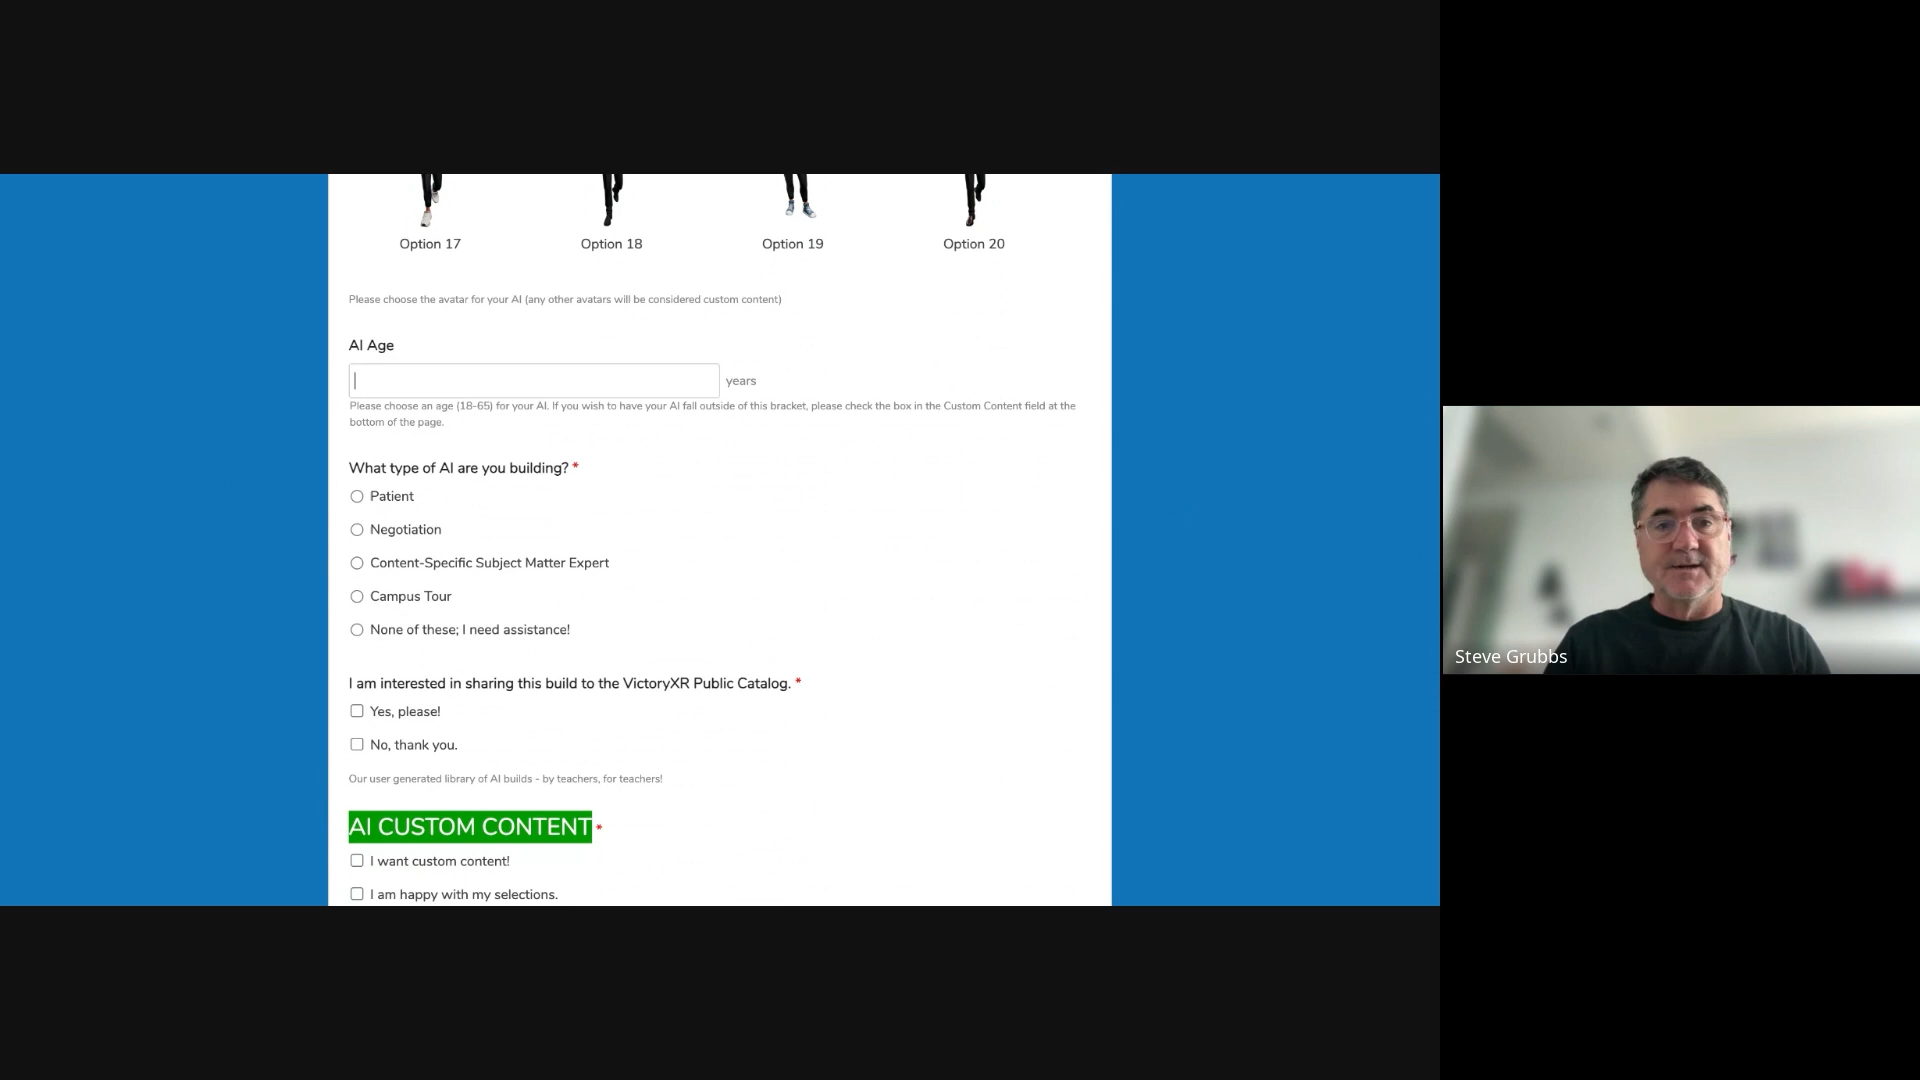 Option 17
Option 18
Option 19
Option 20
Please choose the avatar for your AI (any other avatars will be considered custom content)
AI Age
years
Please choose an age (18-65) for your AI. If you wish to have your AI fall outside of this bracket, please check the box in the Custom Content field at the
bottom of the page.
What type of AI are you building? *
Patient
Negotiation
Content-Specific Subject Matter Expert
Campus Tour
None of these; I need assistance!
I am interested in sharing this build to the VictoryXR Public Catalog. *
Yes, please!
No, thank you.
Our user generated library of AI builds - by teachers, for teachers!
AI CUSTOM CONTENT *
I want custom content!
I am happy with my selections.
Steve Grubbs